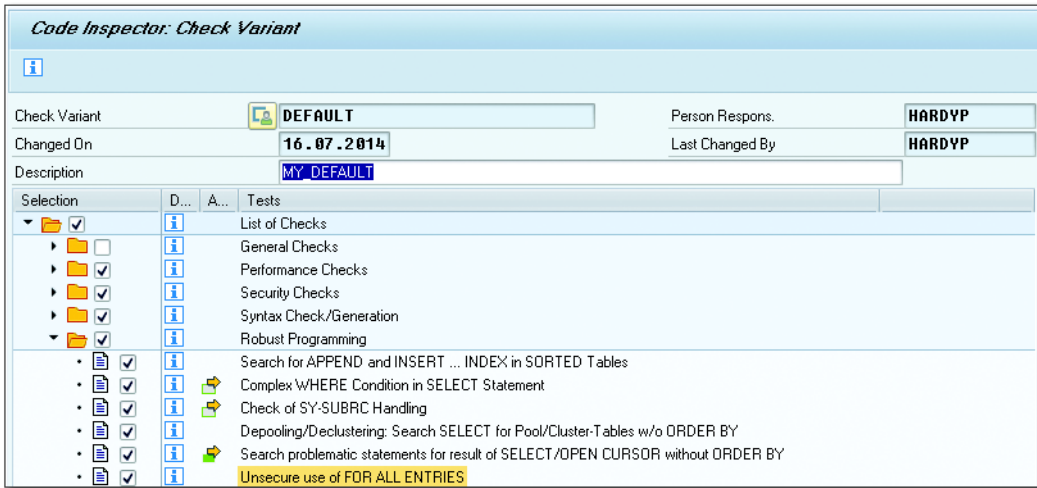 Code Inspector: Check Variant
Check Variant DEFAULT Person Respons. HARDYP
Changed On 16.07.2014 Last Changed By HARDYP
Description MY_DEFAULT
Selection D... A... Tests
List of Checks
General Checks
Performance Checks
Security Checks
Syntax Check/Generation
Robust Programming
Search for APPEND and INSERT ... INDEX in SORTED Tables
Complex WHERE Condition in SELECT Statement
Check of SY-SUBRC Handling
Depooling/Declustering: Search SELECT for Pool/Cluster-Tables w/o ORDER BY
Search problematic statements for result of SELECT/OPEN CURSOR without ORDER BY
Unsecure use of FOR ALL ENTRIES